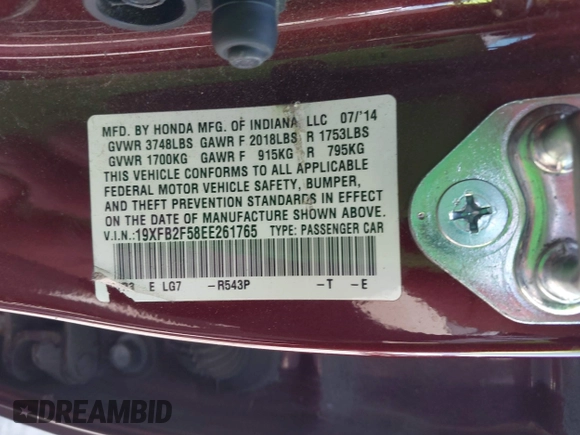 MFD. BY HONDA MFG. OF INDIANA LLC 07/'14
GVWR 3748LBS GAWR F 2018LBS R 1753LBS
GVWR 1700KG GAWR F 915KG R 795KG
THIS VEHICLE CONFORMS TO ALL APPLICABLE
FEDERAL MOTOR VEHICLE SAFETY, BUMPER,
AND THEFT PREVENTION STANDARDS IN EFFECT
ON THE DATE OF MANUFACTURE SHOWN ABOVE.
V.I.N.:19XFB2F58EE261765 TYPE: PASSENGER CAR
E LG7 -R543P -T -E
DREAMBID